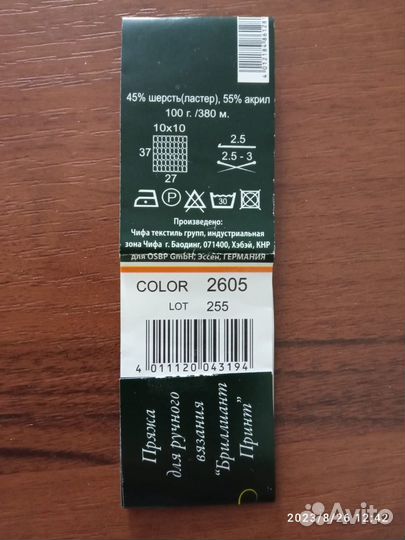 45% шерсть(ластер), 55% акрил
100 г. /380 м.
10x10
37
27
2.5
2.5 - 3
P
30
Произведено:
Чифа текстиль групп, индустриальная
зона Чифа г. Баодинг, 071400, Хэбэй, КНР
для OSBP GmbH, Эссен, ГЕРМАНИЯ
COLOR 2605
LOT 255
4 011120 043194
Пряжа
для ручного
вязания
“Бриллиант
Принт”
2023/8/26 12:42
Avito